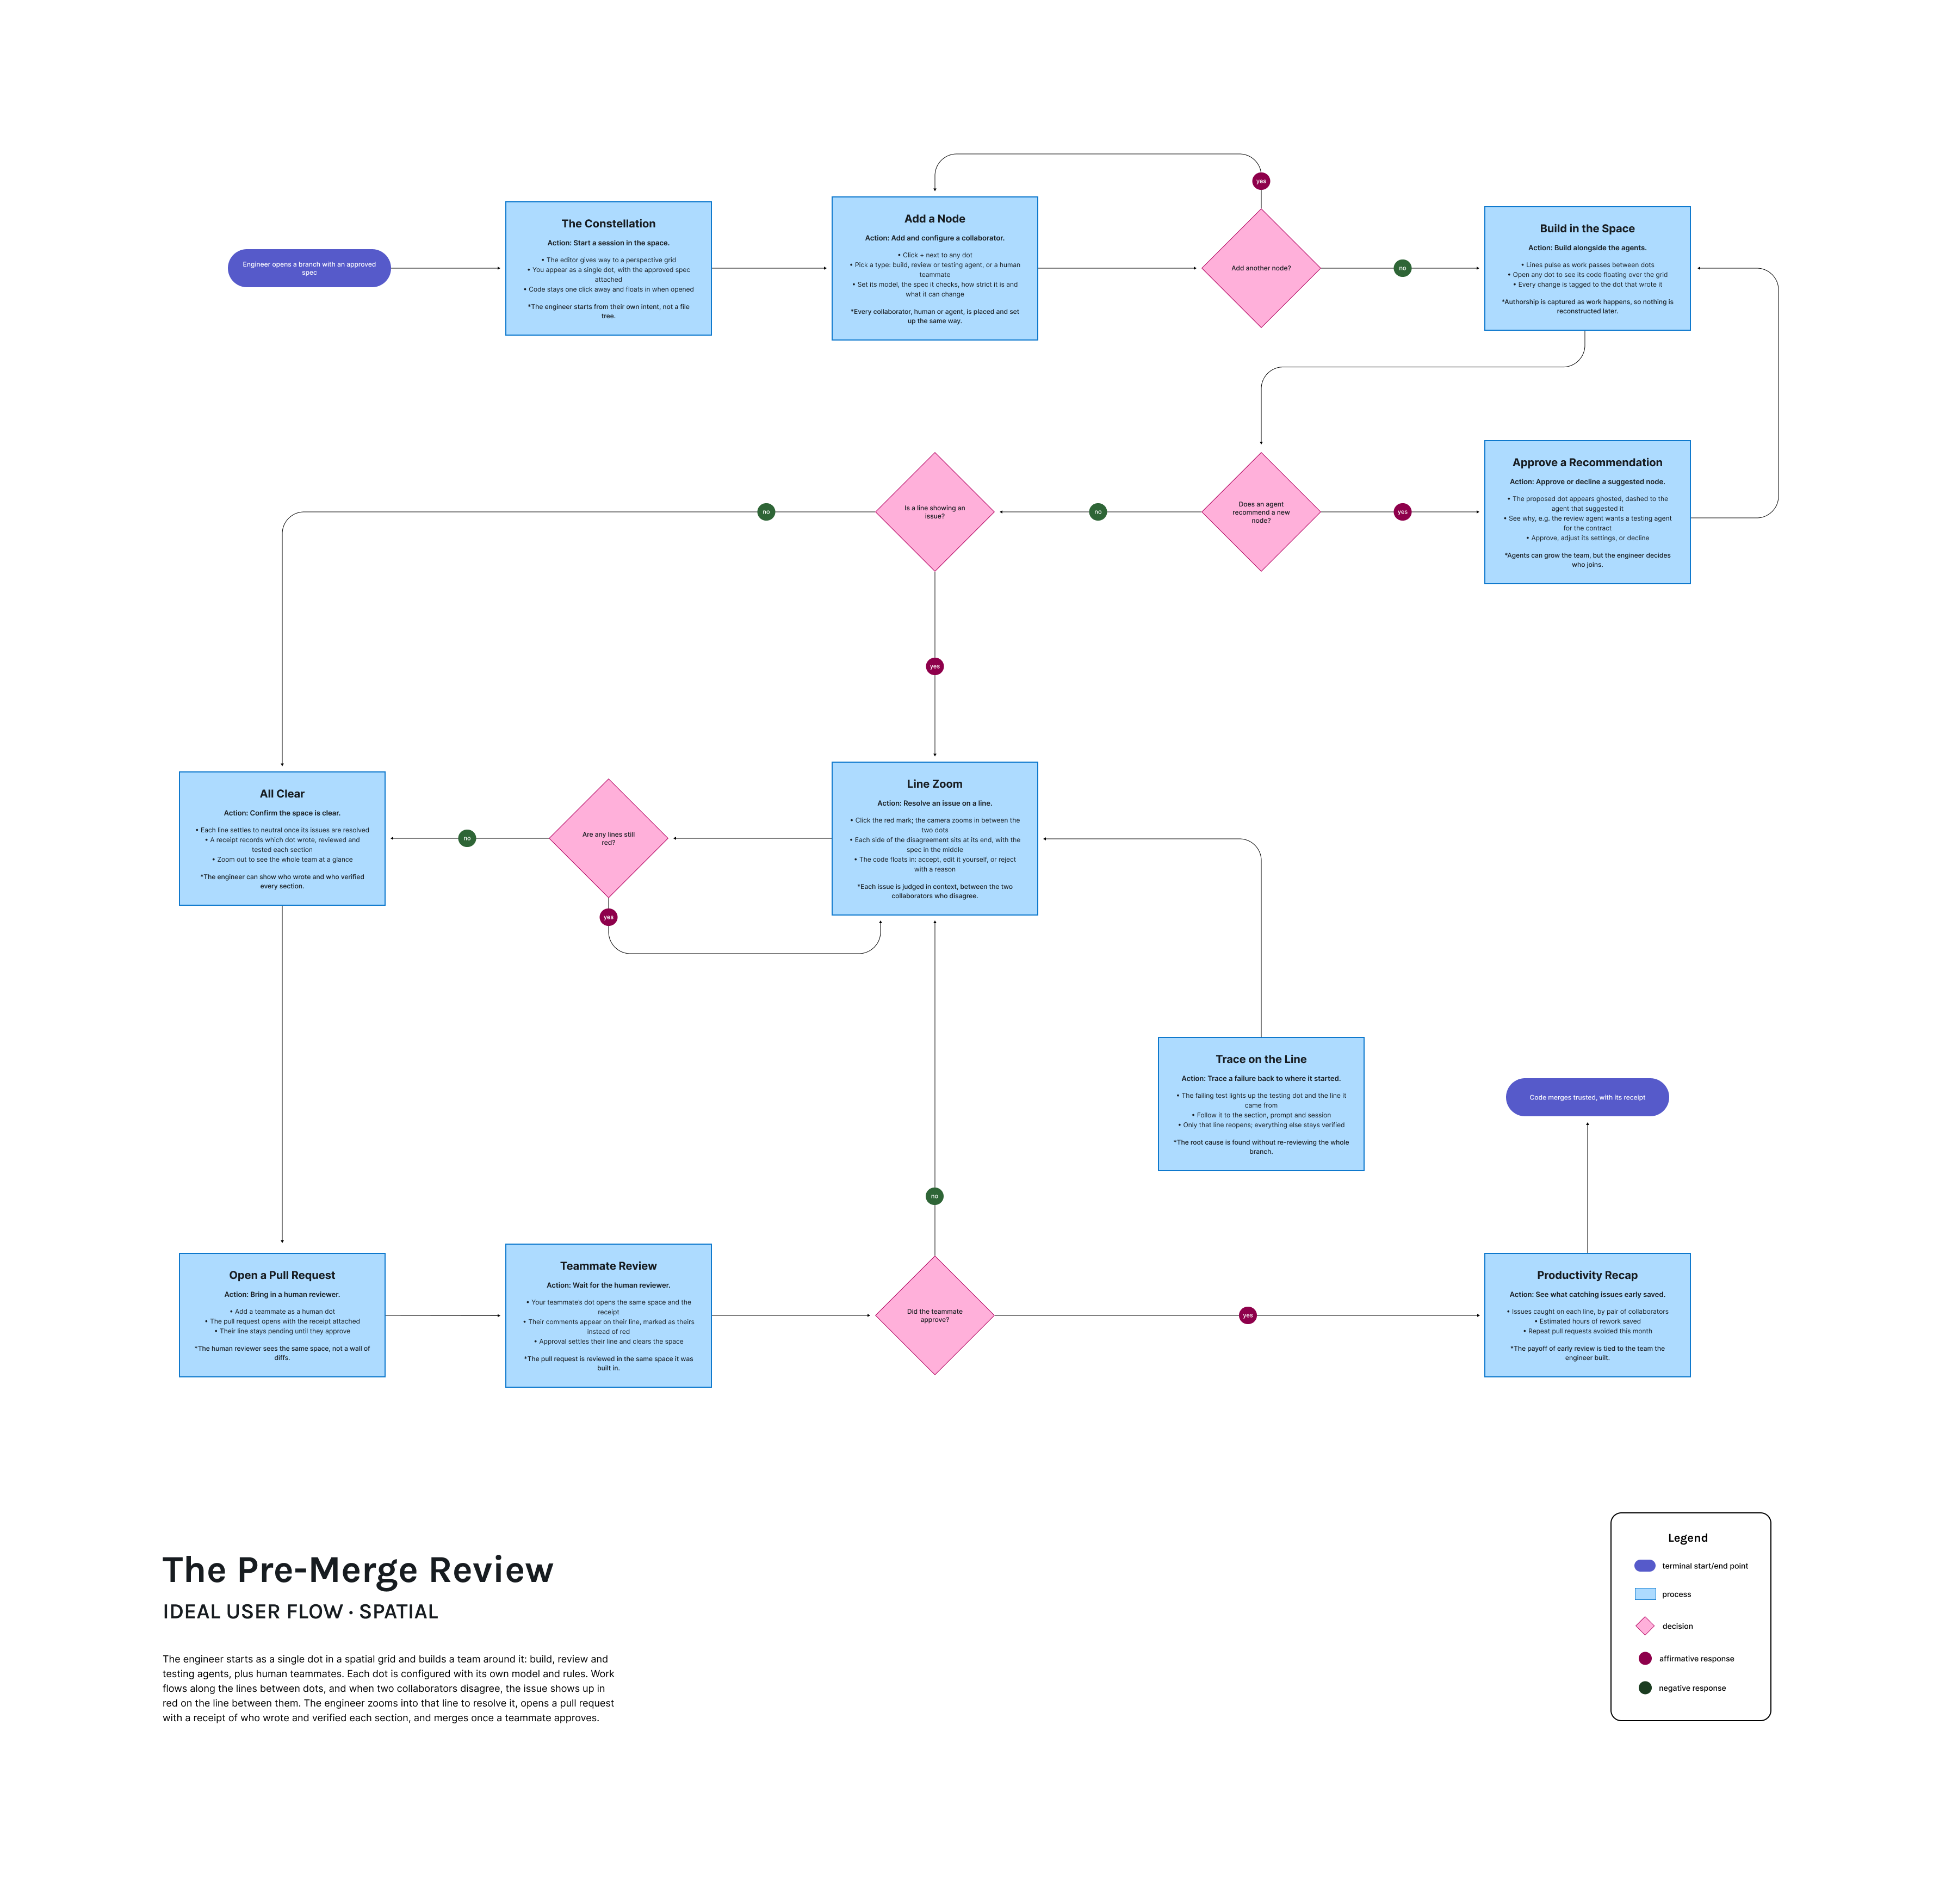 yes
The Constellation
Action: Start a session in the space.
• The editor gives way to a perspective grid
• You appear as a single dot, with the approved spec
attached
• Code stays one click away and floats in when opened
*The engineer starts from their own intent, not a file
tree.
Add a Node
Action: Add and configure a collaborator.
• Click + next to any dot
• Pick a type: build, review or testing agent, or a human
teammate
• Set its model, the spec it checks, how strict it is and
what it can change
*Every collaborator, human or agent, is placed and set
up the same way.
Build in the Space
Action: Build alongside the agents.
• Lines pulse as work passes between dots
• Open any dot to see its code floating over the grid
• Every change is tagged to the dot that wrote it
*Authorship is captured as work happens, so nothing is
reconstructed later.
Engineer opens a branch with an approved
spec
Add another node?
no
Is a line showing an
issue?
Does an agent
recommend a new
node?
Approve a Recommendation
Action: Approve or decline a suggested node.
• The proposed dot appears ghosted, dashed to the
agent that suggested it
• See why, e.g. the review agent wants a testing agent
for the contract
• Approve, adjust its settings, or decline
*Agents can grow the team, but the engineer decides
who joins.
no
no
yes
yes
All Clear
Action: Confirm the space is clear.
• Each line settles to neutral once its issues are resolved
• A receipt records which dot wrote, reviewed and
tested each section
• Zoom out to see the whole team at a glance
*The engineer can show who wrote and who verified
every section.
no
Are any lines still
red?
yes
Line Zoom
Action: Resolve an issue on a line.
• Click the red mark; the camera zooms in between the
two dots
• Each side of the disagreement sits at its end, with the
spec in the middle
• The code floats in: accept, edit it yourself, or reject
with a reason
*Each issue is judged in context, between the two
collaborators who disagree.
Trace on the Line
Action: Trace a failure back to where it started.
• The failing test lights up the testing dot and the line it
came from
• Follow it to the section, prompt and session
• Only that line reopens; everything else stays verified
*The root cause is found without re-reviewing the whole
branch.
Code merges trusted, with its receipt
no
Open a Pull Request
Action: Bring in a human reviewer.
• Add a teammate as a human dot
• The pull request opens with the receipt attached
• Their line stays pending until they approve
*The human reviewer sees the same space, not a wall of
diffs.
Teammate Review
Action: Wait for the human reviewer.
• Your teammate's dot opens the same space and the
receipt
• Their comments appear on their line, marked as theirs
instead of red
• Approval settles their line and clears the space
*The pull request is reviewed in the same space it was
built in.
Did the teammate
approve?
yes
Productivity Recap
Action: See what catching issues early saved.
• Issues caught on each line, by pair of collaborators
• Estimated hours of rework saved
• Repeat pull requests avoided this month
*The payoff of early review is tied to the team the
engineer built.
The Pre-Merge Review
IDEAL USER FLOW · SPATIAL
The engineer starts as a single dot in a spatial grid and builds a team around it: build, review and
testing agents, plus human teammates. Each dot is configured with its own model and rules. Work
flows along the lines between dots, and when two collaborators disagree, the issue shows up in
red on the line between them. The engineer zooms into that line to resolve it, opens a pull request
with a receipt of who wrote and verified each section, and merges once a teammate approves.
Legend
terminal start/end point
process
decision
affirmative response
negative response